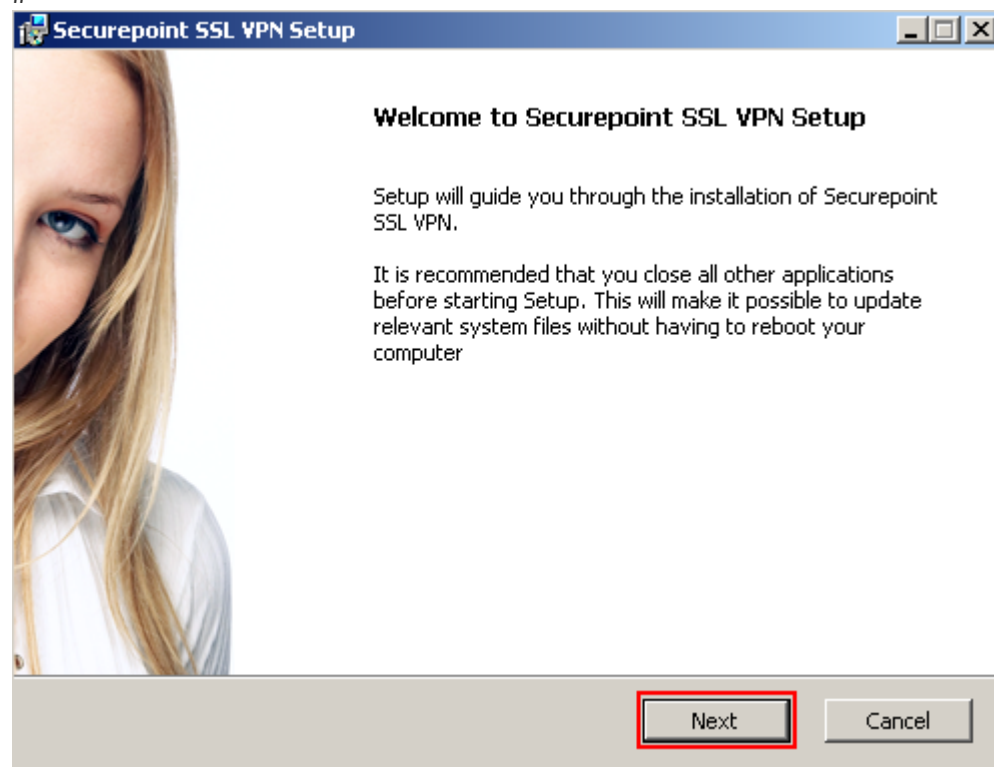 Securepoint SSL VPN Setup
Welcome to Securepoint SSL VPN Setup
Setup will guide you through the installation of Securepoint
SSL VPN.
It is recommended that you close all other applications
before starting Setup. This will make it possible to update
relevant system files without having to reboot your
computer
Next
Cancel